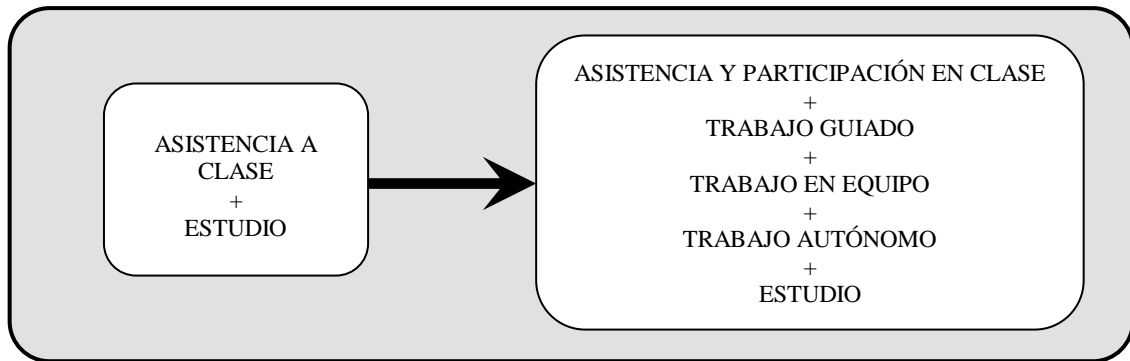 ASISTENCIA A
CLASE
+
ESTUDIO
ASISTENCIA Y PARTICIPACIÓN EN CLASE
+
TRABAJO GUIADO
+
TRABAJO EN EQUIPO
+
TRABAJO AUTÓNOMO
+
ESTUDIO